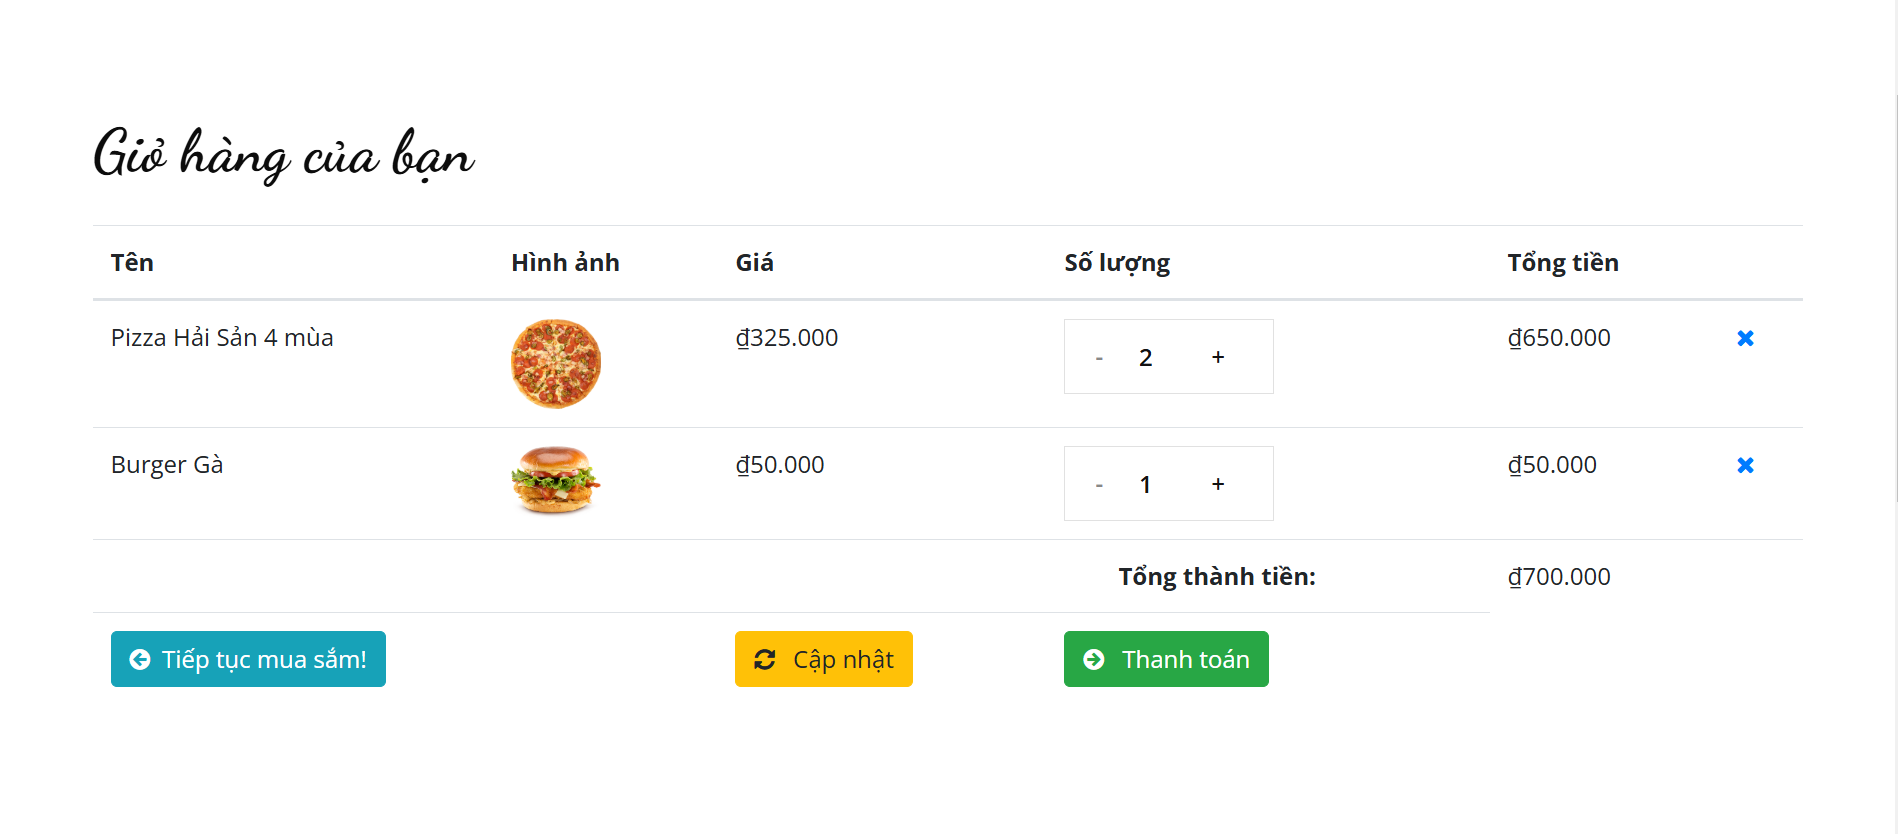 Giỏ hàng của bạn
Tên Hình ảnh Giá Số lượng Tổng tiền
Pizza Hải Sản 4 mùa ₫325.000 - 2 + ₫650.000
Burger Gà ₫50.000 - 1 + ₫50.000
Tổng thành tiền: ₫700.000
Tiếp tục mua sắm! Cập nhật Thanh toán